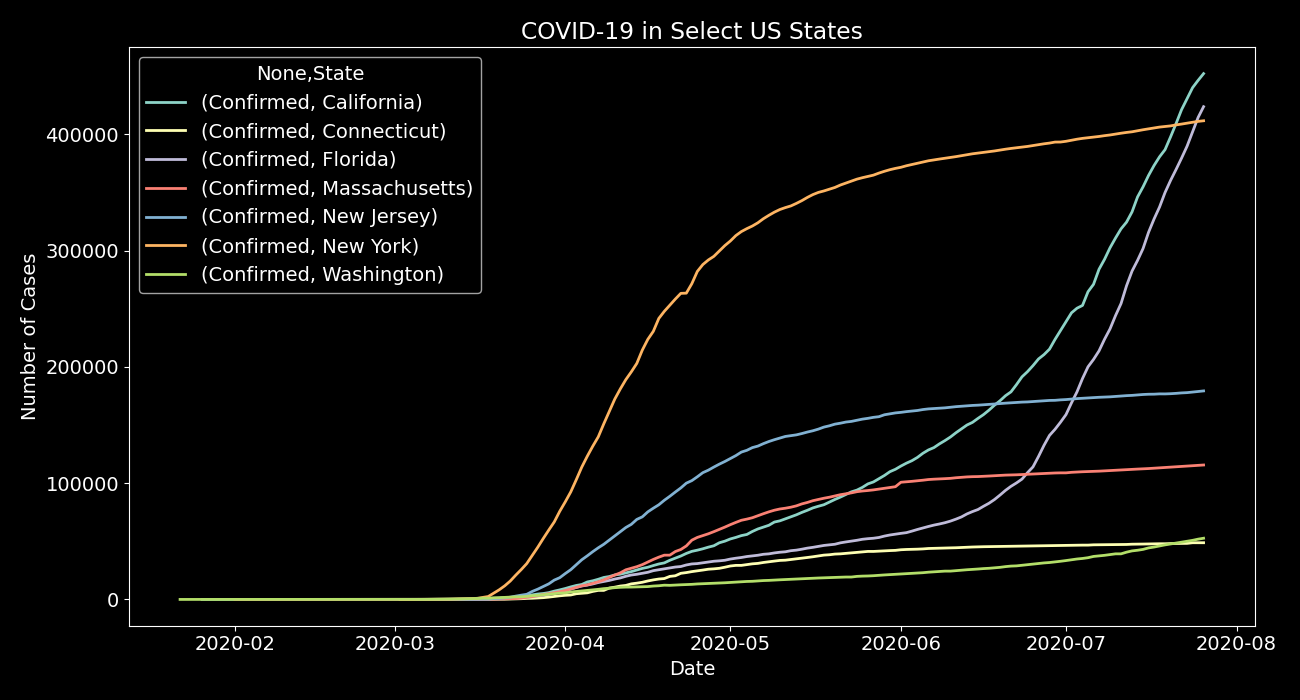 COVID-19 in Select US States
None,State
(Confirmed, California)
(Confirmed, Connecticut)
(Confirmed, Florida)
(Confirmed, Massachusetts)
(Confirmed, New Jersey)
(Confirmed, New York)
(Confirmed, Washington)
Number of Cases
400000
300000
200000
100000
0
2020-02 2020-03 2020-04 2020-05 2020-06 2020-07 2020-08
Date